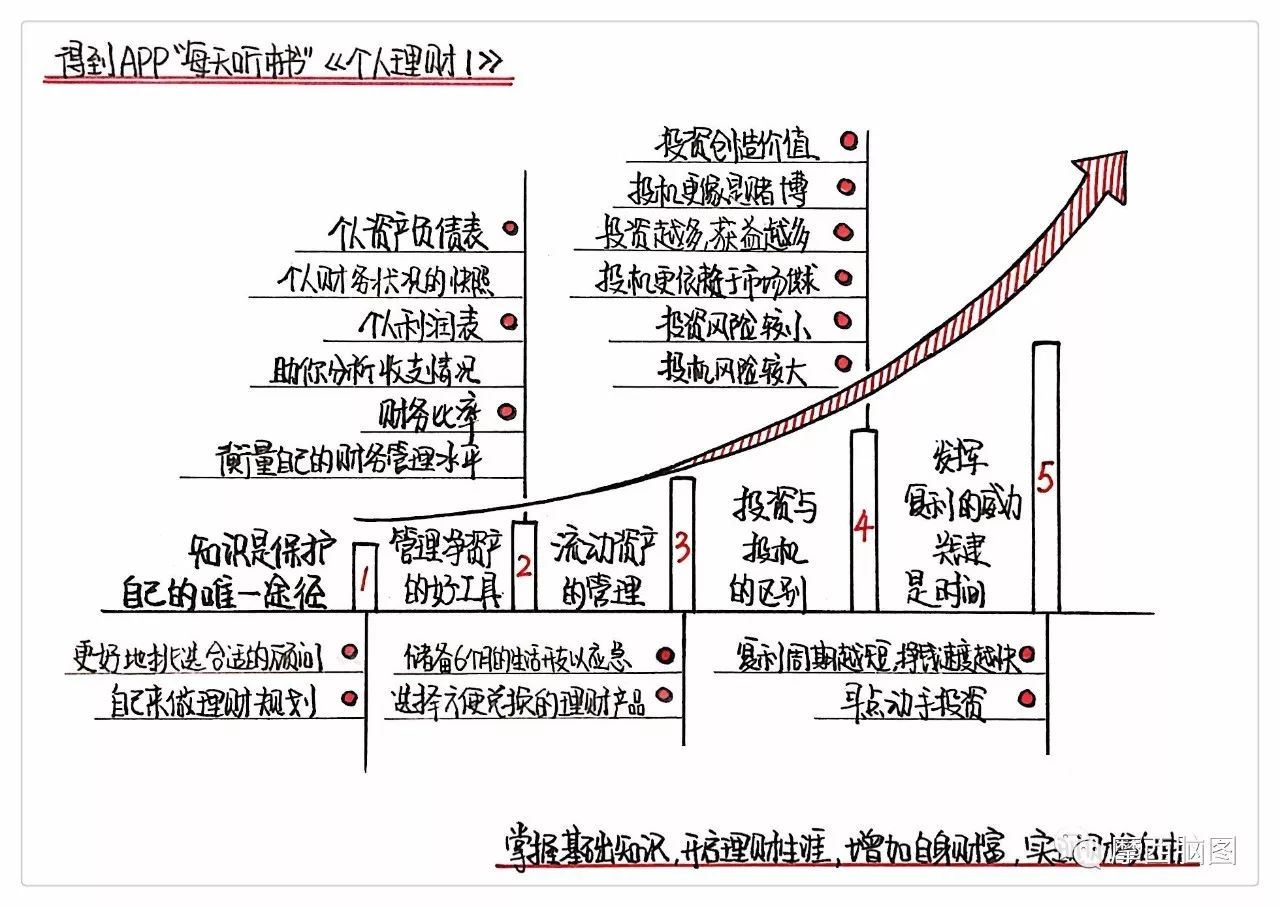 得到APP"每天听本书"《个人理财1》
投资创造价值
投机更像是赌博
投资越多,获益越多
投机更依赖于市场供求
投资风险较小
投机风险较大
个人资产负债表
个人财务状况的快照
个人利润表
助你分析收支情况
财务比率
衡量自己的财务管理水平
知识是保护
自己的唯一途径
1
管理净资产
的好工具
2
流动资产
的管理
3
投资与
投机
的区别
4
发挥
复利的威力
关键
是时间
5
更好地挑选合适的顾问
自己来做理财规划
储备6个月的生活开支以应急
选择方便兑换的理财产品
复利周期越短,挣钱速度越快
早点动手投资
掌握基础知识,开启理财生涯,增加自身财富,实
摩西脑图